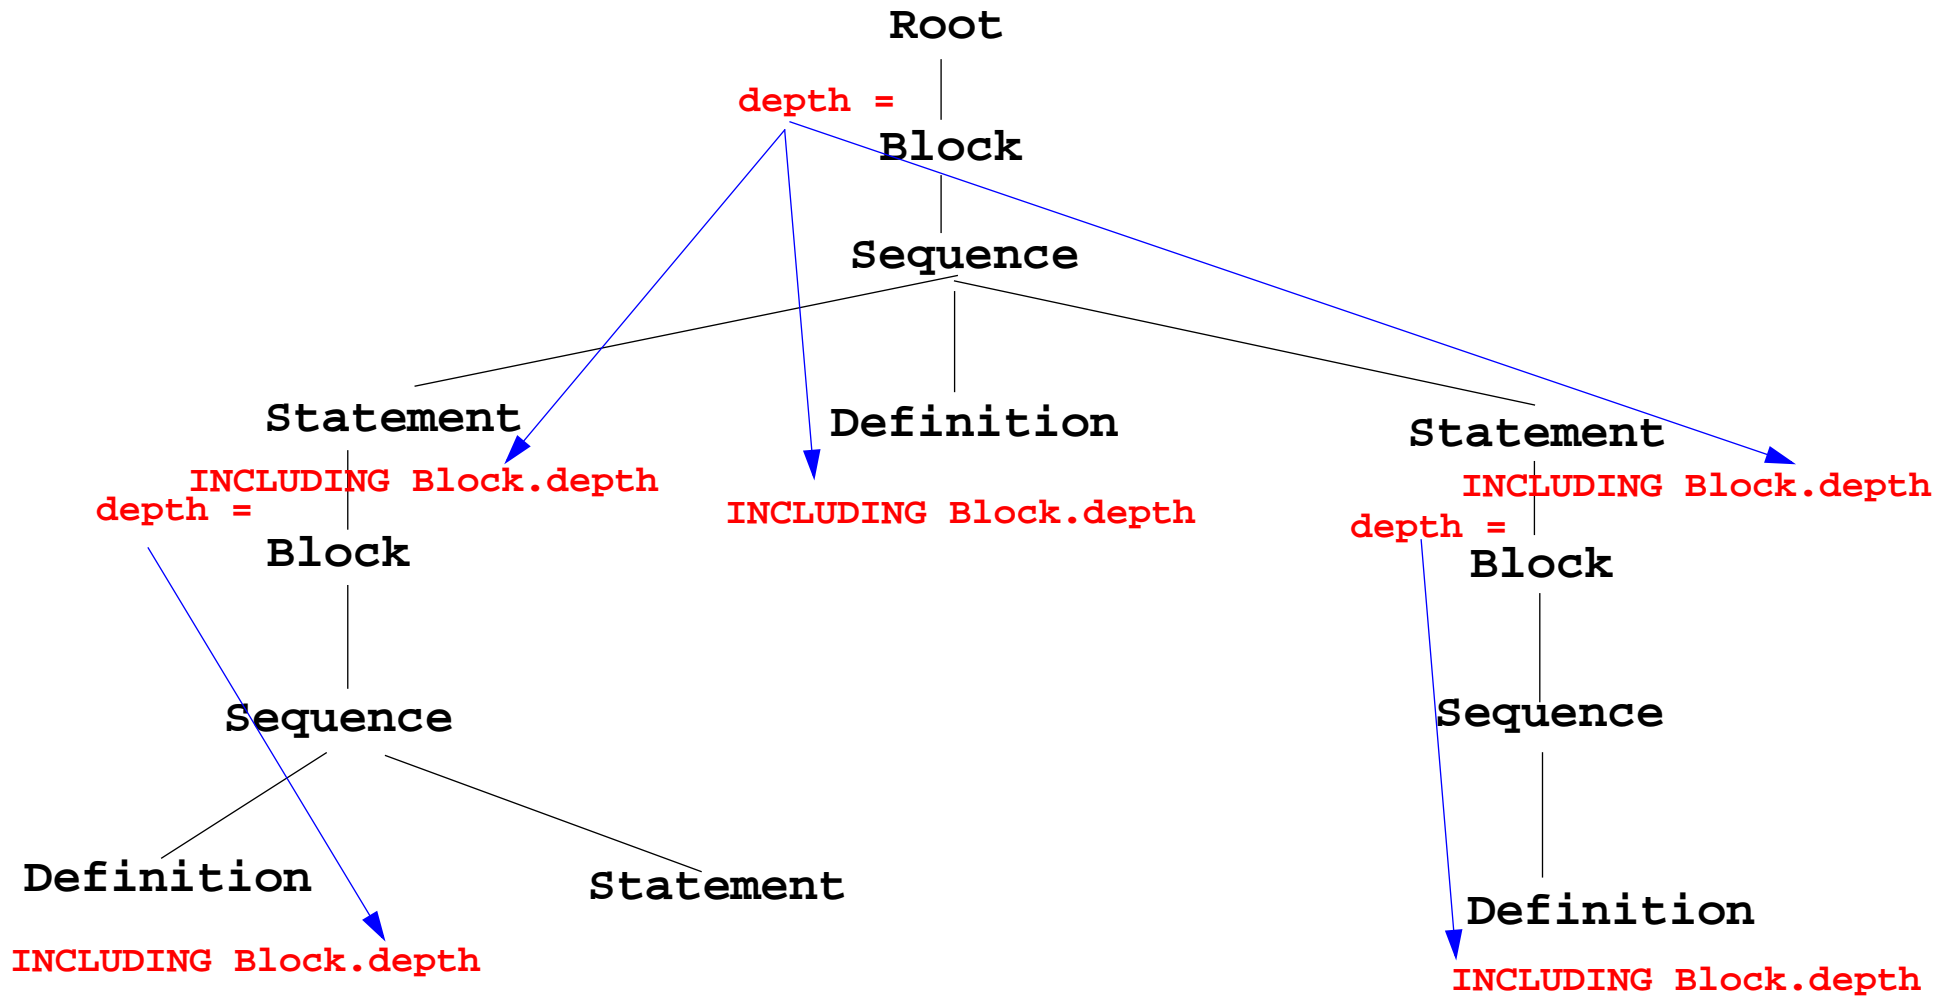 Root
depth =
Block
Sequence
Statement
Definition
Statement
INCLUDING Block.depth
INCLUDING Block.depth
depth =
INCLUDING Block.depth
depth =
Block
Block
Sequence
Sequence
Definition
Statement
Definition
INCLUDING Block.depth
INCLUDING Block.depth